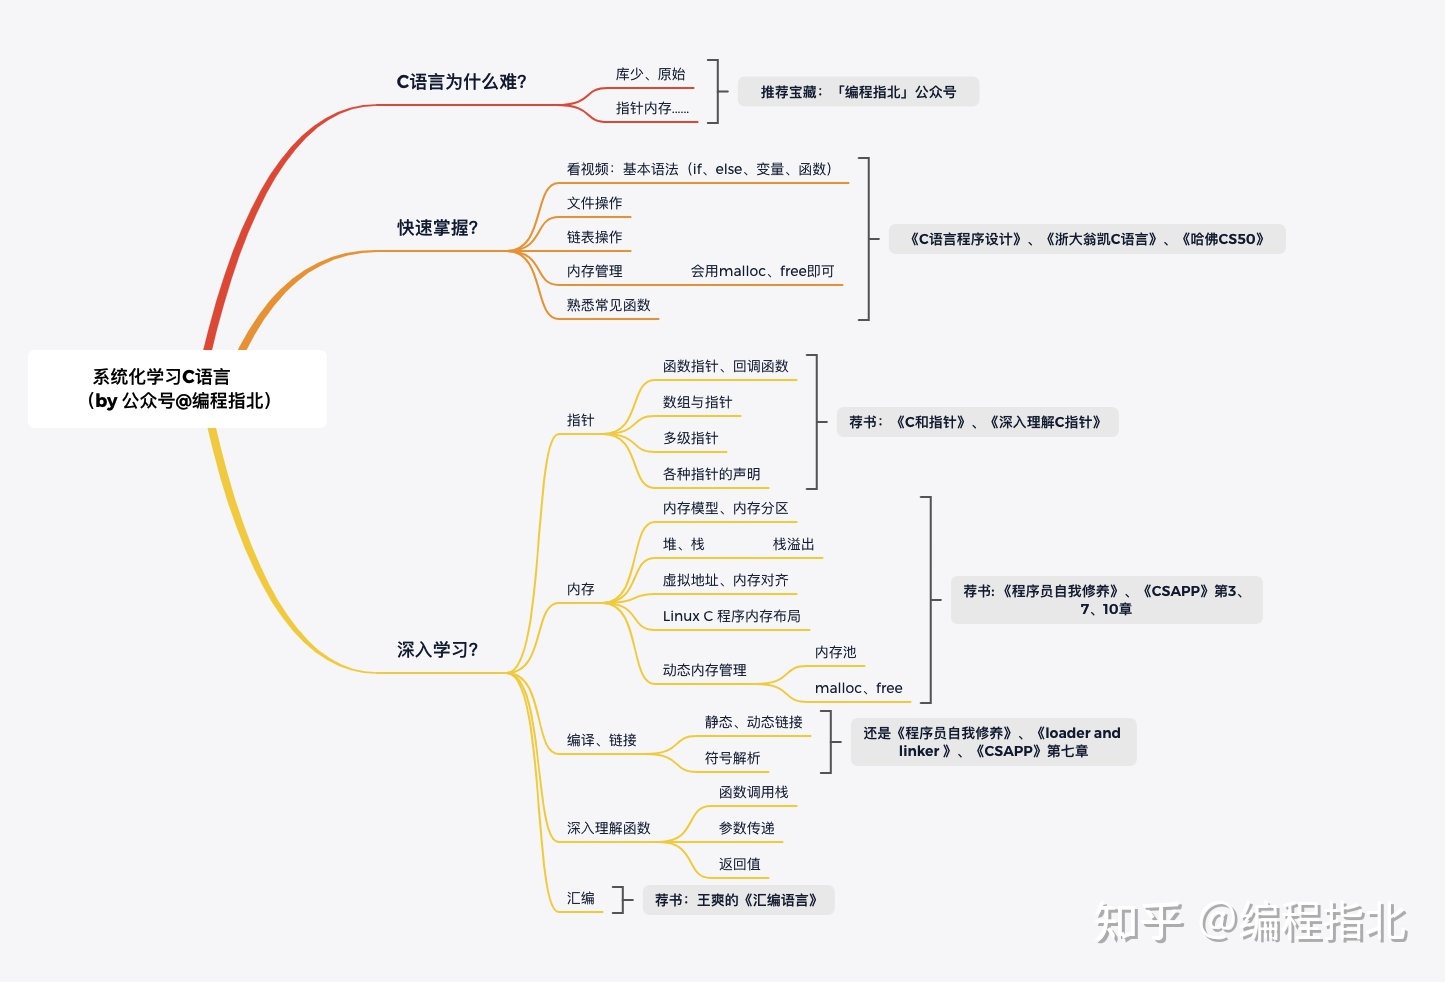 C语言为什么难?
库少、原始
指针内存......
推荐宝藏：「编程指北」公众号
快速掌握?
看视频：基本语法（if、else、变量、函数）
文件操作
链表操作
内存管理
会用malloc、free即可
熟悉常见函数
《C语言程序设计》、《浙大翁凯C语言》、《哈佛CS50》
系统化学习C语言
（by 公众号@编程指北）
深入学习?
指针
函数指针、回调函数
数组与指针
多级指针
各种指针的声明
荐书：《C和指针》、《深入理解C指针》
内存
内存模型、内存分区
堆、栈
栈溢出
虚拟地址、内存对齐
Linux C 程序内存布局
动态内存管理
内存池
malloc、free
荐书:《程序员自我修养》、《CSAPP》第3、
7、10章
编译、链接
静态、动态链接
符号解析
还是《程序员自我修养》、《loader and
linker 》、《CSAPP》第七章
深入理解函数
函数调用栈
参数传递
返回值
汇编
荐书：王爽的《汇编语言》
知乎 @编程指北